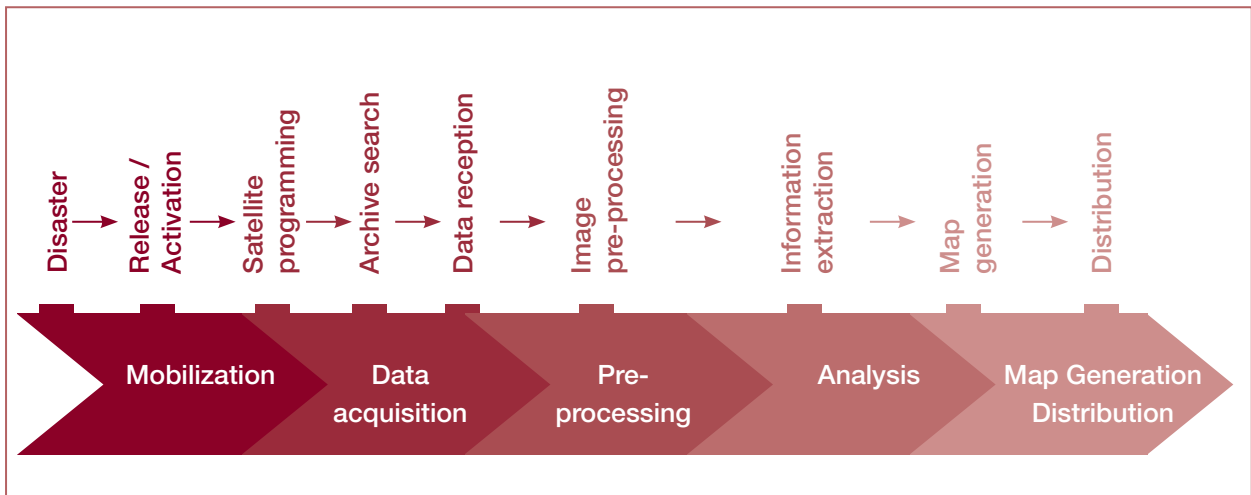 Disaster
Release /
Activation
Satellite
programming
Archive search
Data reception
Image
pre-processing
Information
extraction
Map
generation
Distribution
Mobilization
Data
acquisition
Pre-
processing
Analysis
Map Generation
Distribution